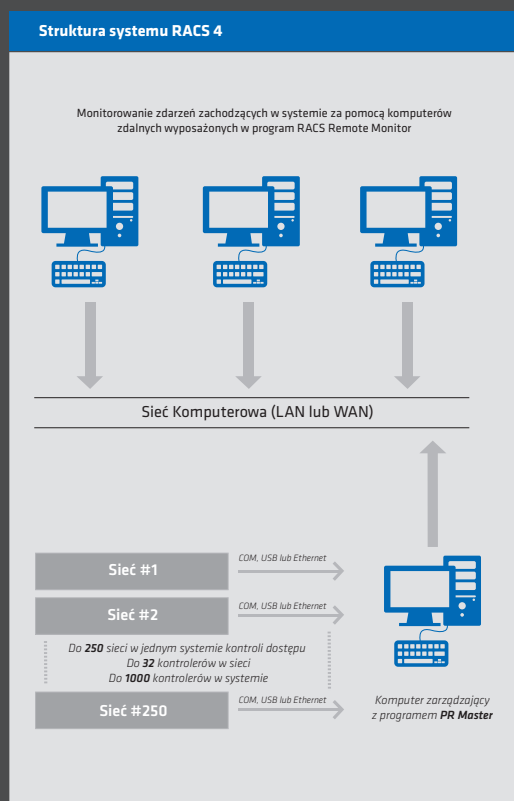 Struktura systemu RACS 4
Monitorowanie zdarzeń zachodzących w systemie za pomocą komputerów
zdalnych wyposażonych w program RACS Remote Monitor
Sieć Komputerowa (LAN lub WAN)
Sieć #1
COM, USB lub Ethernet
Sieć #2
COM, USB lub Ethernet
Do 250 sieci w jednym systemie kontroli dostępu
Do 32 kontrolerów w sieci
Do 1000 kontrolerów w systemie
Sieć #250
COM, USB lub Ethernet
Komputer zarządzający
z programem PR Master